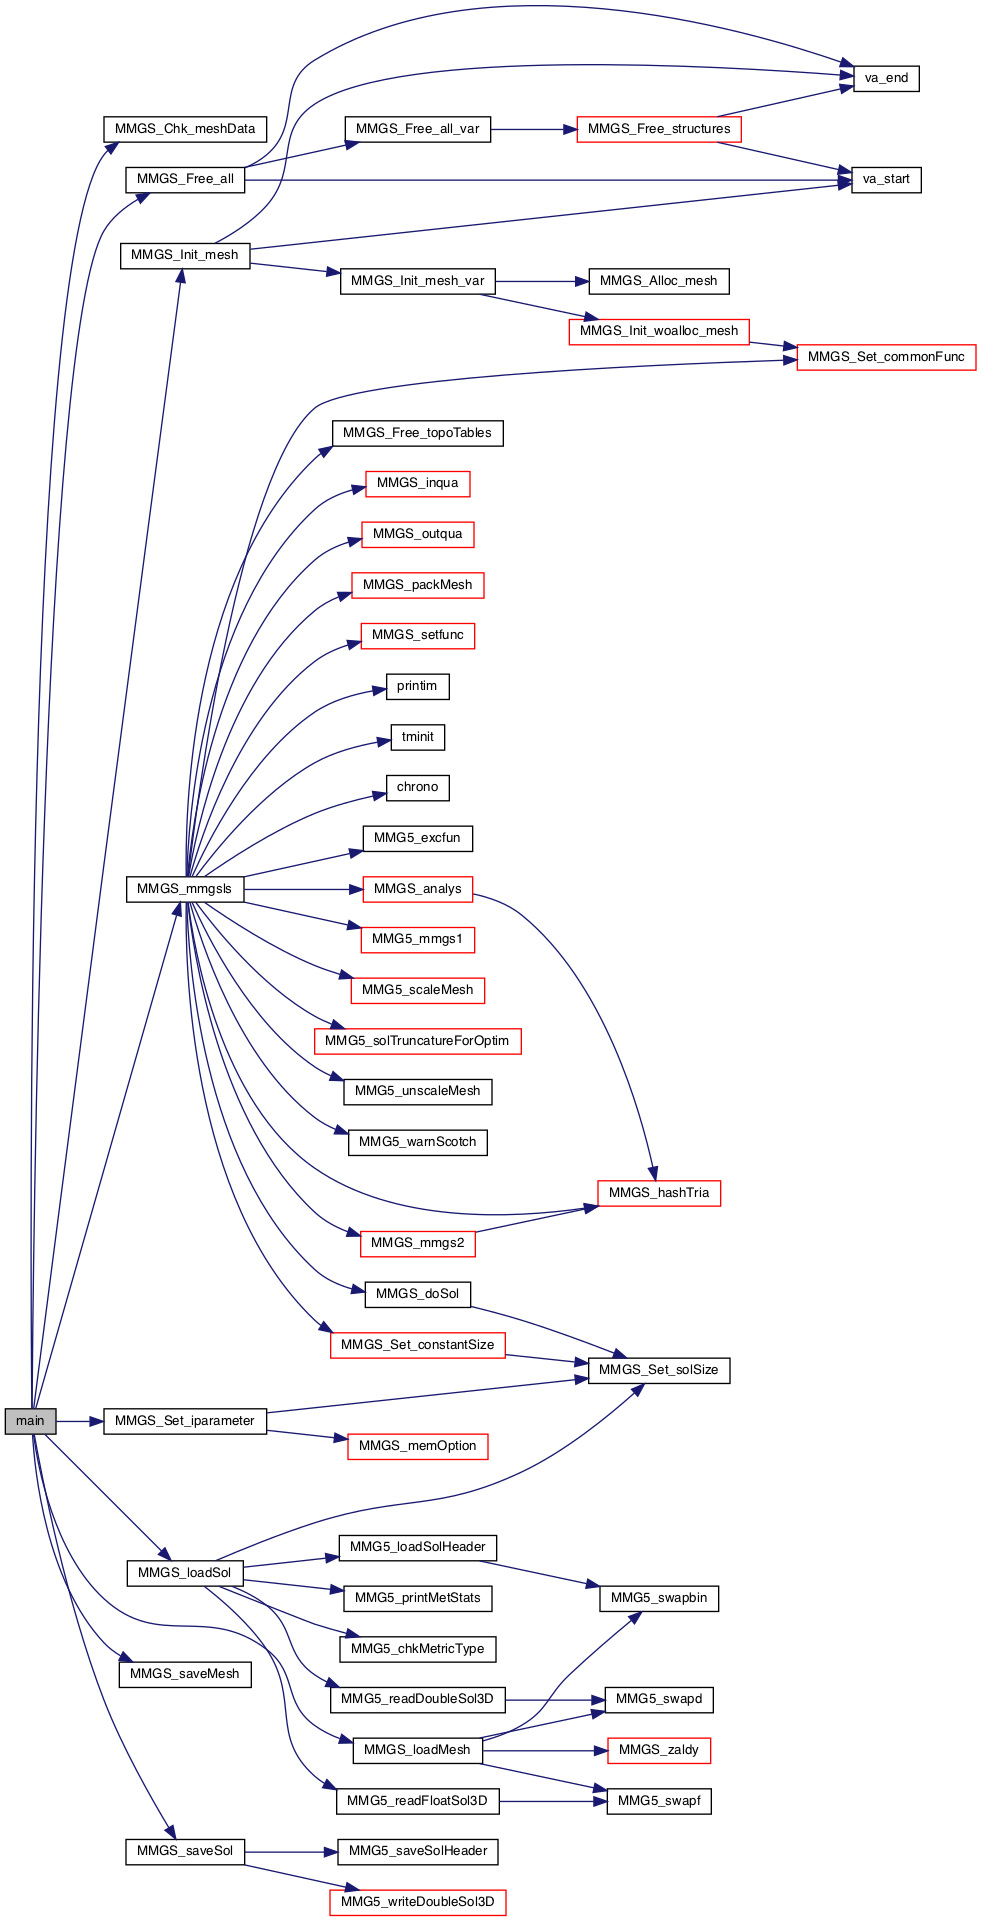 va_end
MMGS_Chk_meshData
MMGS_Free_all_var
MMGS_Free_structures
MMGS_Free_all
va_start
MMGS_Init_mesh
MMGS_Init_mesh_var
MMGS_Alloc_mesh
MMGS_Init_woalloc_mesh
MMGS_Set_commonFunc
MMGS_Free_topoTables
MMGS_inqua
MMGS_outqua
MMGS_packMesh
MMGS_setfunc
printim
tminit
chrono
MMG5_excfun
MMGS_mmgsls
MMGS_analys
MMG5_mmgs1
MMG5_scaleMesh
MMG5_solTruncatureForOptim
MMG5_unscaleMesh
MMG5_warnScotch
MMGS_hashTria
MMGS_mmgs2
MMGS_doSol
MMGS_Set_constantSize
MMGS_Set_solSize
main
MMGS_Set_iparameter
MMGS_memOption
MMG5_loadSolHeader
MMGS_loadSol
MMG5_printMetStats
MMG5_swapbin
MMG5_chkMetricType
MMGS_saveMesh
MMG5_readDoubleSol3D
MMG5_swapd
MMGS_loadMesh
MMGS_zaldy
MMG5_readFloatSol3D
MMG5_swapf
MMGS_saveSol
MMG5_saveSolHeader
MMG5_writeDoubleSol3D